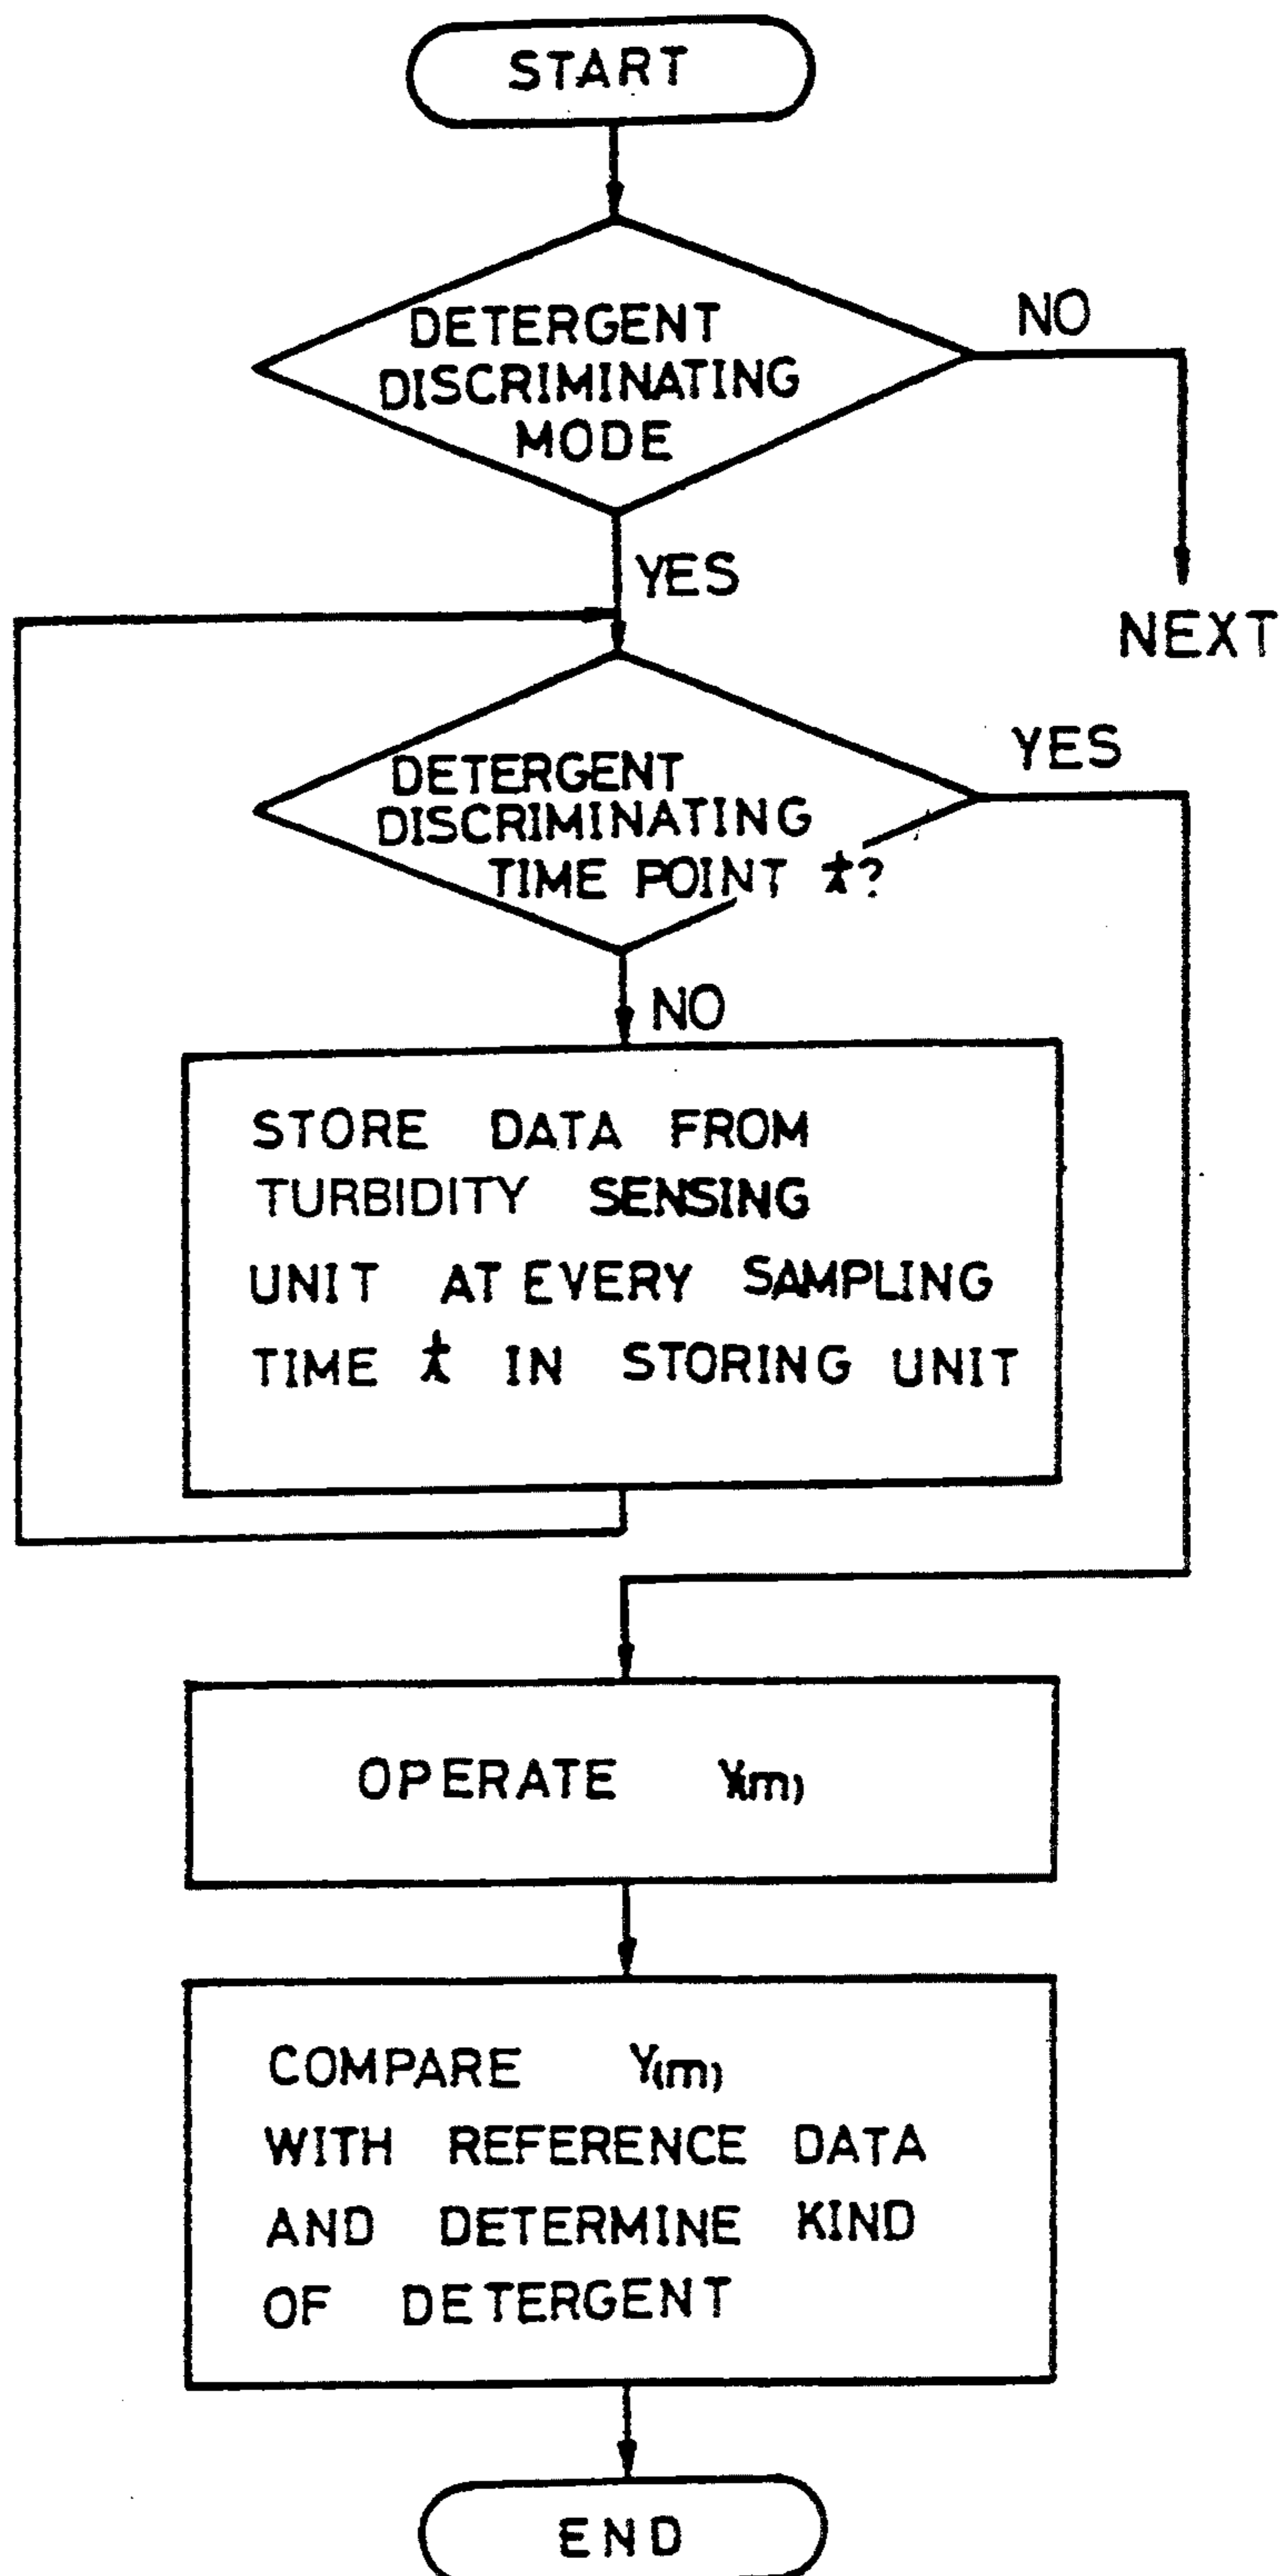 START
DETERGENT
DISCRIMINATING
MODE
NO
YES
NEXT
DETERGENT
DISCRIMINATING
TIME POINT t?
YES
NO
STORE DATA FROM
TURBIDITY SENSING
UNIT AT EVERY SAMPLING
TIME t IN STORING UNIT
OPERATE Y(m)
COMPARE Y(m)
WITH REFERENCE DATA
AND DETERMINE KIND
OF DETERGENT
END